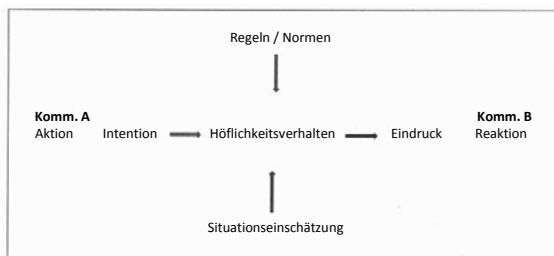 Regeln / Normen
Komm. A Komm. B
Aktion Intention Höflichkeitsverhalten Eindruck Reaktion
Situationseinschätzung